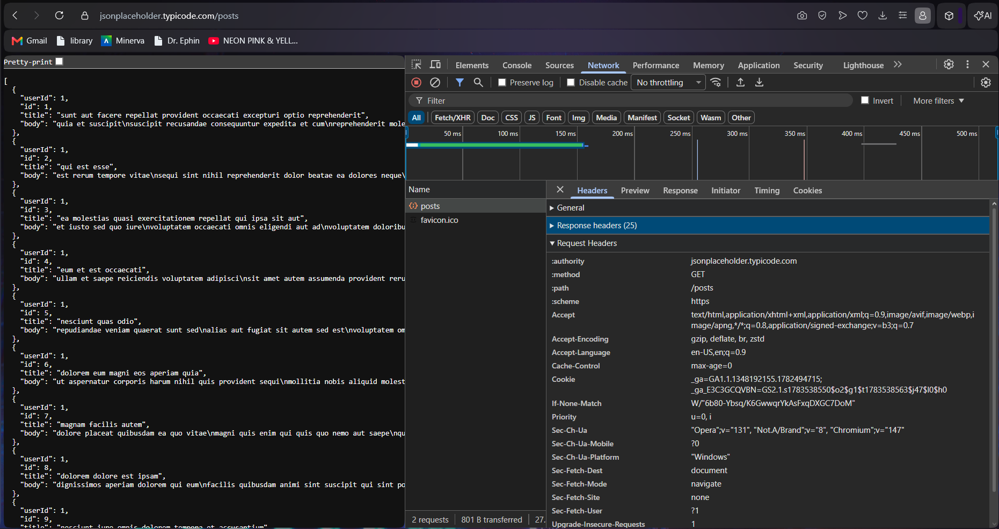 jsonplaceholder.typicode.com/posts
AI
Gmail library Minerva Dr. Ephin NEON PINK & YELL...
Pretty-print
[
  {
    "userId": 1,
    "id": 1,
    "title": "sunt aut facere repellat provident occaecati excepturi optio reprehenderit",
    "body": "quia et suscipit\nsuscipit recusandae consequuntur expedita et cum\nreprehenderit mole
  },
  {
    "userId": 1,
    "id": 2,
    "title": "qui est esse",
    "body": "est rerum tempore vitae\nsequi sint nihil reprehenderit dolor beatae ea dolores neque\
  },
  {
    "userId": 1,
    "id": 3,
    "title": "ea molestias quasi exercitationem repellat qui ipsa sit aut",
    "body": "et iusto sed quo iure\nvoluptatem occaecati omnis eligendi aut ad\nvoluptatem doloribu
  },
  {
    "userId": 1,
    "id": 4,
    "title": "eum et est occaecati",
    "body": "ullam et saepe reiciendis voluptatem adipisci\nsit amet autem assumenda provident reru
  },
  {
    "userId": 1,
    "id": 5,
    "title": "nesciunt quas odio",
    "body": "repudiandae veniam quaerat sunt sed\nalias aut fugiat sit autem sed est\nvoluptatem om
  },
  {
    "userId": 1,
    "id": 6,
    "title": "dolorem eum magni eos aperiam quia",
    "body": "ut aspernatur corporis harum nihil quis provident sequi\nmollitia nobis aliquid molest
  },
  {
    "userId": 1,
    "id": 7,
    "title": "magnam facilis autem",
    "body": "dolore placeat quibusdam ea quo vitae\nmagni quis enim qui quis quo nemo aut saepe\nqu
  },
  {
    "userId": 1,
    "id": 8,
    "title": "dolorem dolore est ipsam",
    "body": "dignissimos aperiam dolorem qui eum\nfacilis quibusdam animi sint suscipit qui sint po
  },
  {
    "userId": 1,
    "id": 9,
    "title": "nesciunt iure omnis dolorem tempora et accusantium"
Elements Console Sources Network Performance Memory Application Security Lighthouse
Preserve log Disable cache No throttling
Filter Invert More filters
All Fetch/XHR Doc CSS JS Font Img Media Manifest Socket Wasm Other
50 ms 100 ms 150 ms 200 ms 250 ms 300 ms 350 ms 400 ms 450 ms 500 ms
Name
posts
favicon.ico
2 requests 801 B transferred 27.
Headers Preview Response Initiator Timing Cookies
General
Response headers (25)
Request Headers
:authority jsonplaceholder.typicode.com
:method GET
:path /posts
:scheme https
Accept text/html,application/xhtml+xml,application/xml;q=0.9,image/avif,image/webp,i
mage/apng,*/*;q=0.8,application/signed-exchange;v=b3;q=0.7
Accept-Encoding gzip, deflate, br, zstd
Accept-Language en-US,en;q=0.9
Cache-Control max-age=0
Cookie _ga=GA1.1.1348192155.1782494715;
_ga_E3C3GCQVBN=GS2.1.s1783538550$o2$g1$t1783538563$j47$l0$h0
If-None-Match W/"6b80-Ybsq/K6GwwqrYkAsFxqDXGC7DoM"
Priority u=0, i
Sec-Ch-Ua "Opera";v="131", "Not.A/Brand";v="8", "Chromium";v="147"
Sec-Ch-Ua-Mobile ?0
Sec-Ch-Ua-Platform "Windows"
Sec-Fetch-Dest document
Sec-Fetch-Mode navigate
Sec-Fetch-Site none
Sec-Fetch-User ?1
Upgrade-Insecure-Requests 1